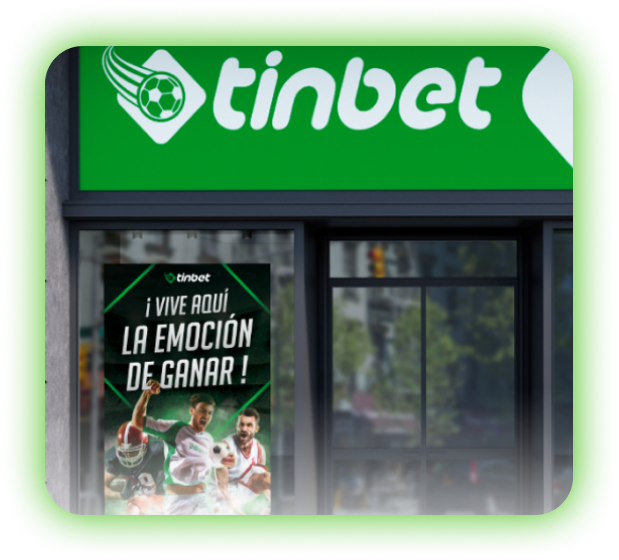 tinbet
tinbet
¡ VIVE AQUÍ
LA EMOCIÓN
DE GANAR !